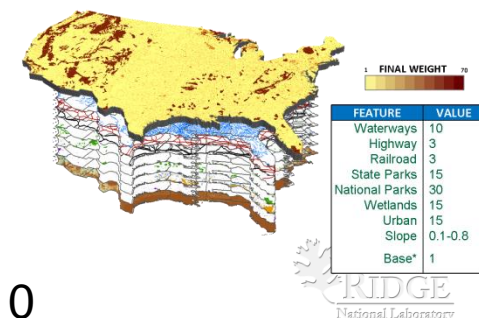 1 FINAL WEIGHT 70
FEATURE VALUE
Waterways 10
Highway 3
Railroad 3
State Parks 15
National Parks 30
Wetlands 15
Urban 15
Slope 0.1-0.8
Base* 1
0
RIDGE
National Laboratory